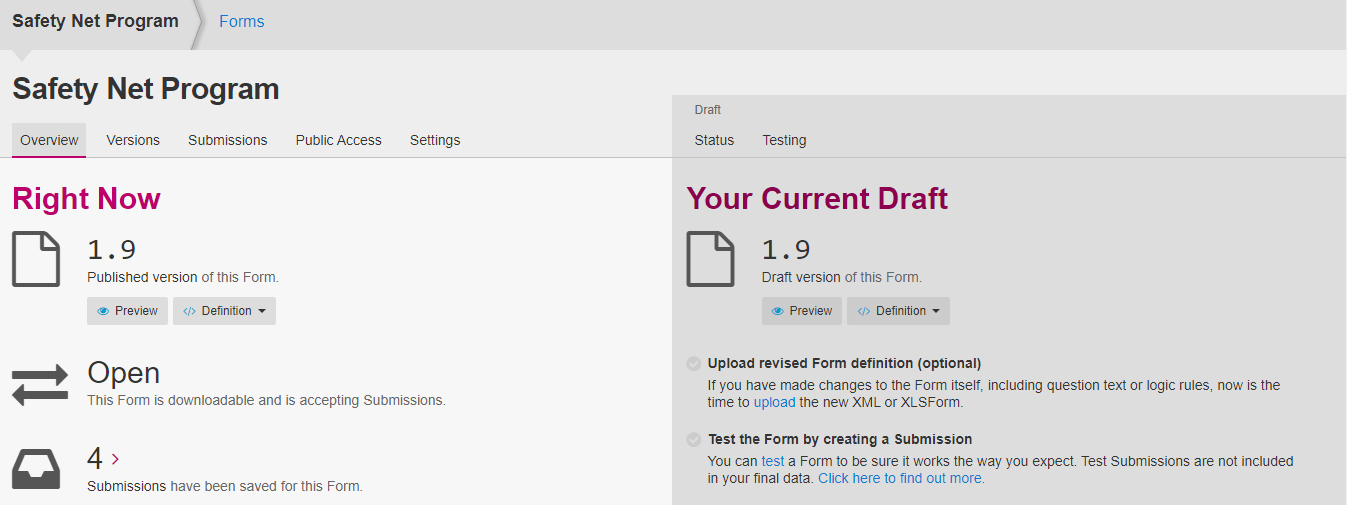 Safety Net Program
Forms
Safety Net Program
Overview Versions Submissions Public Access Settings
Right Now
1.9
Published version of this Form.
Preview
</> Definition
Open
This Form is downloadable and is accepting Submissions.
4
Submissions have been saved for this Form.
Draft
Status Testing
Your Current Draft
1.9
Draft version of this Form.
Preview
</> Definition
Upload revised Form definition (optional)
If you have made changes to the Form itself, including question text or logic rules, now is the
time to upload the new XML or XLSForm.
Test the Form by creating a Submission
You can test a Form to be sure it works the way you expect. Test Submissions are not included
in your final data. Click here to find out more.